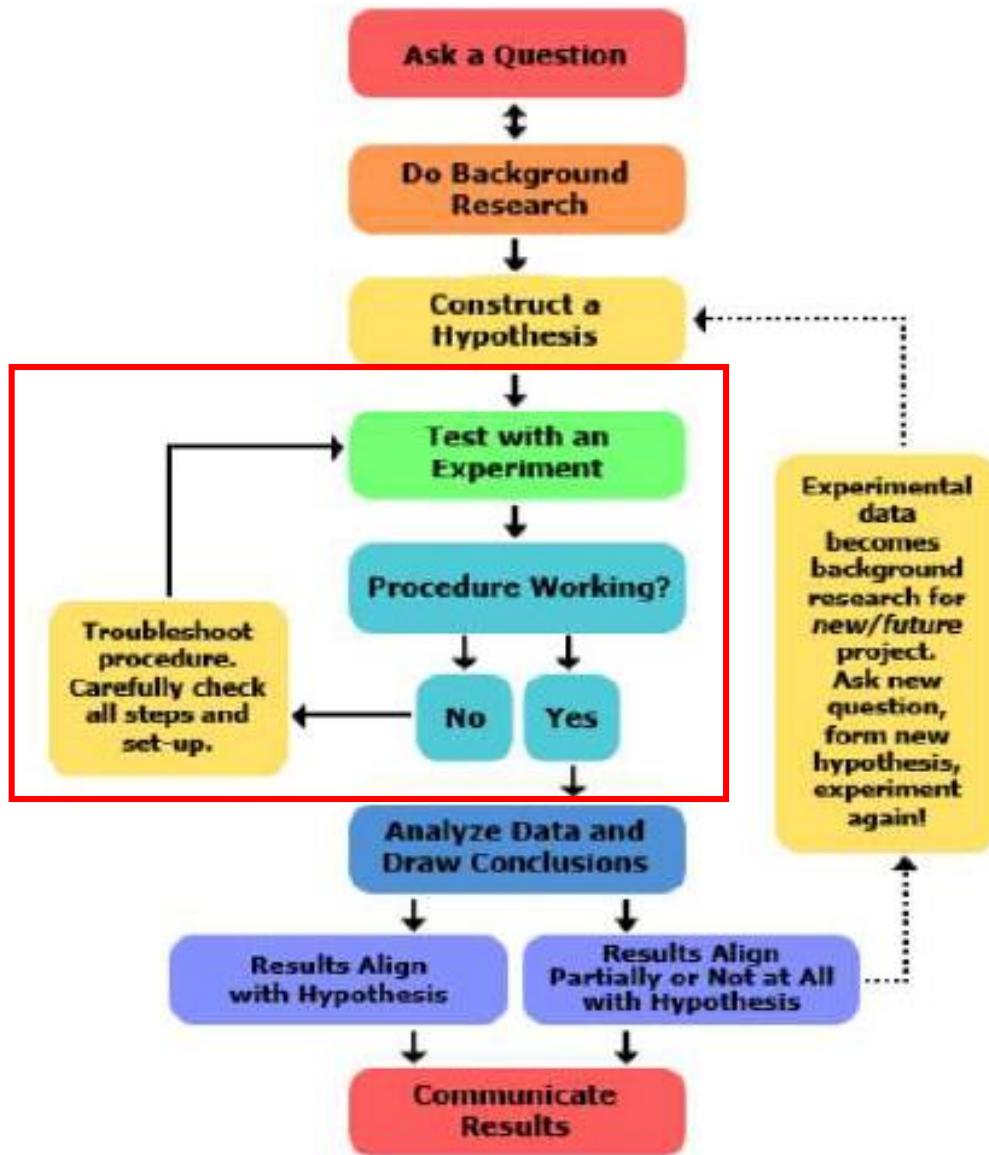 Ask a Question
Do Background
Research
Construct a
Hypothesis
Test with an
Experiment
Procedure Working?
No
Yes
Troubleshoot
procedure.
Carefully check
all steps and
set-up.
Experimental
data
becomes
background
research for
new/future
project.
Ask new
question,
form new
hypothesis,
experiment
again!
Analyze Data and
Draw Conclusions
Results Align
with Hypothesis
Results Align
Partially or Not at All
with Hypothesis
Communicate
Results